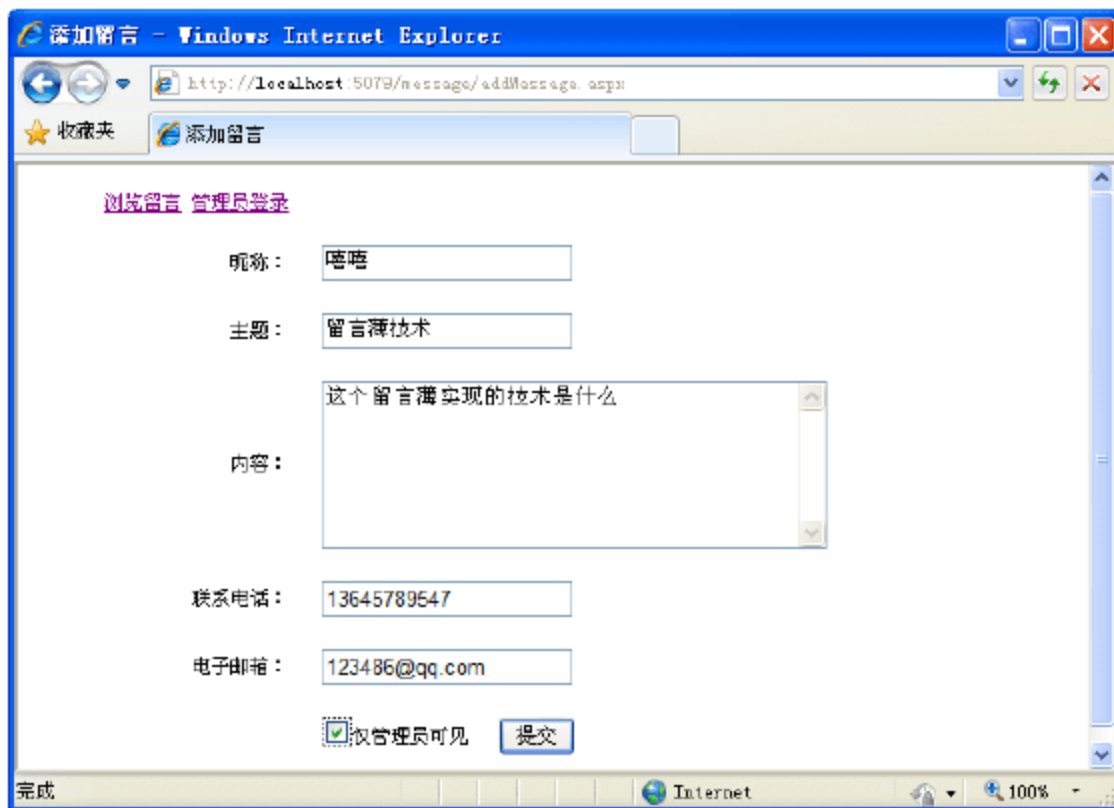 添加留言 - Windows Internet Explorer
http://localhost:5079/message/addMessage.aspx
收藏夹 添加留言
浏览留言 管理员登录
昵称： 嘻嘻
主题： 留言薄技术
这个留言薄实现的技术是什么
内容：
联系电话： 13645789547
电子邮箱： 123486@qq.com
仅管理员可见 提交
完成 Internet 100%